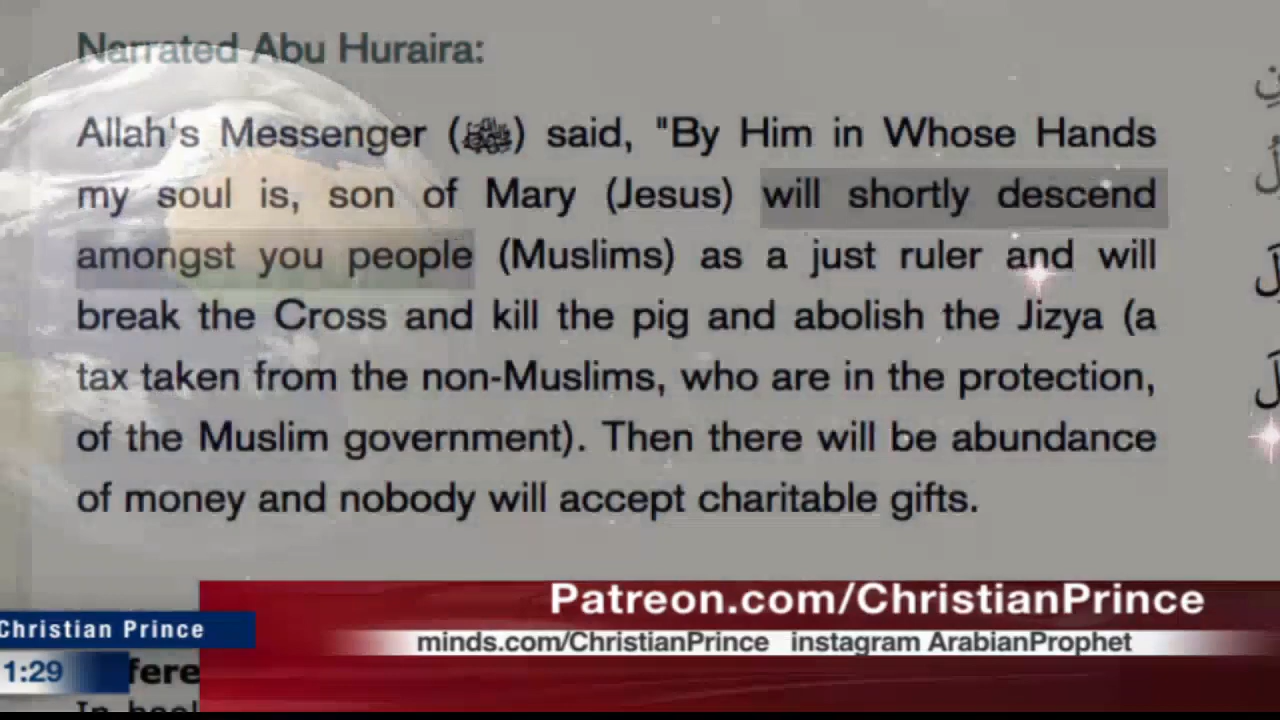 Narrated Abu Huraira:
Allah's Messenger (ﷺ) said, "By Him in Whose Hands
my soul is, son of Mary (Jesus) will shortly descend
amongst you people (Muslims) as a just ruler and will
break the Cross and kill the pig and abolish the Jizya (a
tax taken from the non-Muslims, who are in the protection,
of the Muslim government). Then there will be abundance
of money and nobody will accept charitable gifts.
Patreon.com/ChristianPrince
Christian Prince
minds.com/ChristianPrince instagram ArabianProphet
1:29
fere